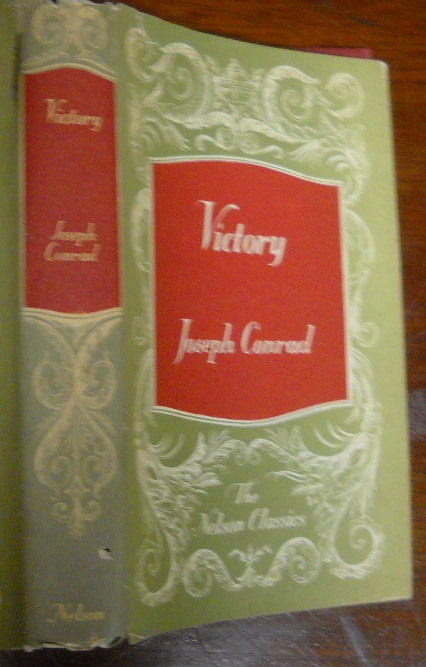 Victory
Joseph
Conrad
Nelson
Victory
Joseph Conrad
The
Nelson Classics